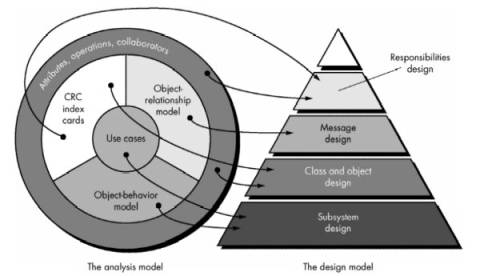 Attributes, operations, collaborators
CRC
index
cards
Object-
relationship
model
Use cases
Object-behavior
model
The analysis model
Responsibilities
design
Message
design
Class and object
design
Subsystem
design
The design model